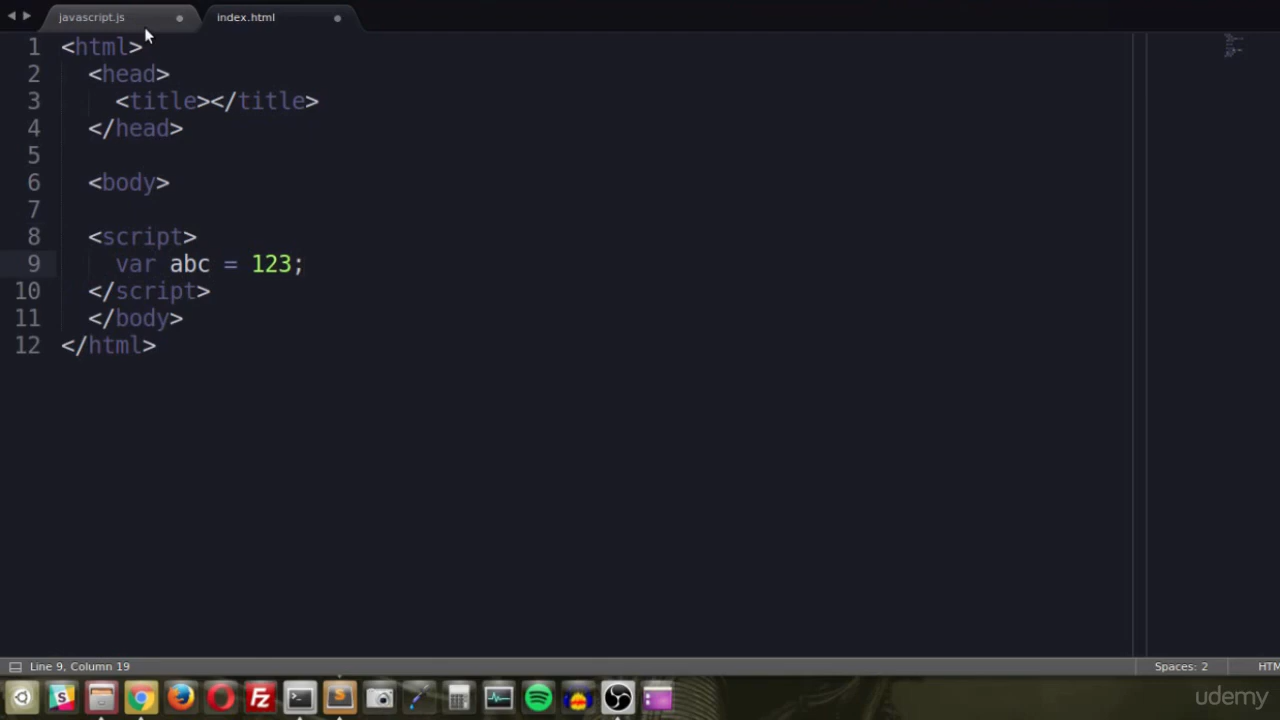 javascript.js index.html
1 <html>
2 <head>
3 <title></title>
4 </head>
5
6 <body>
7
8 <script>
9 var abc = 123;
10 </script>
11 </body>
12 </html>
Line 9, Column 19 Spaces: 2 HTM
udemy